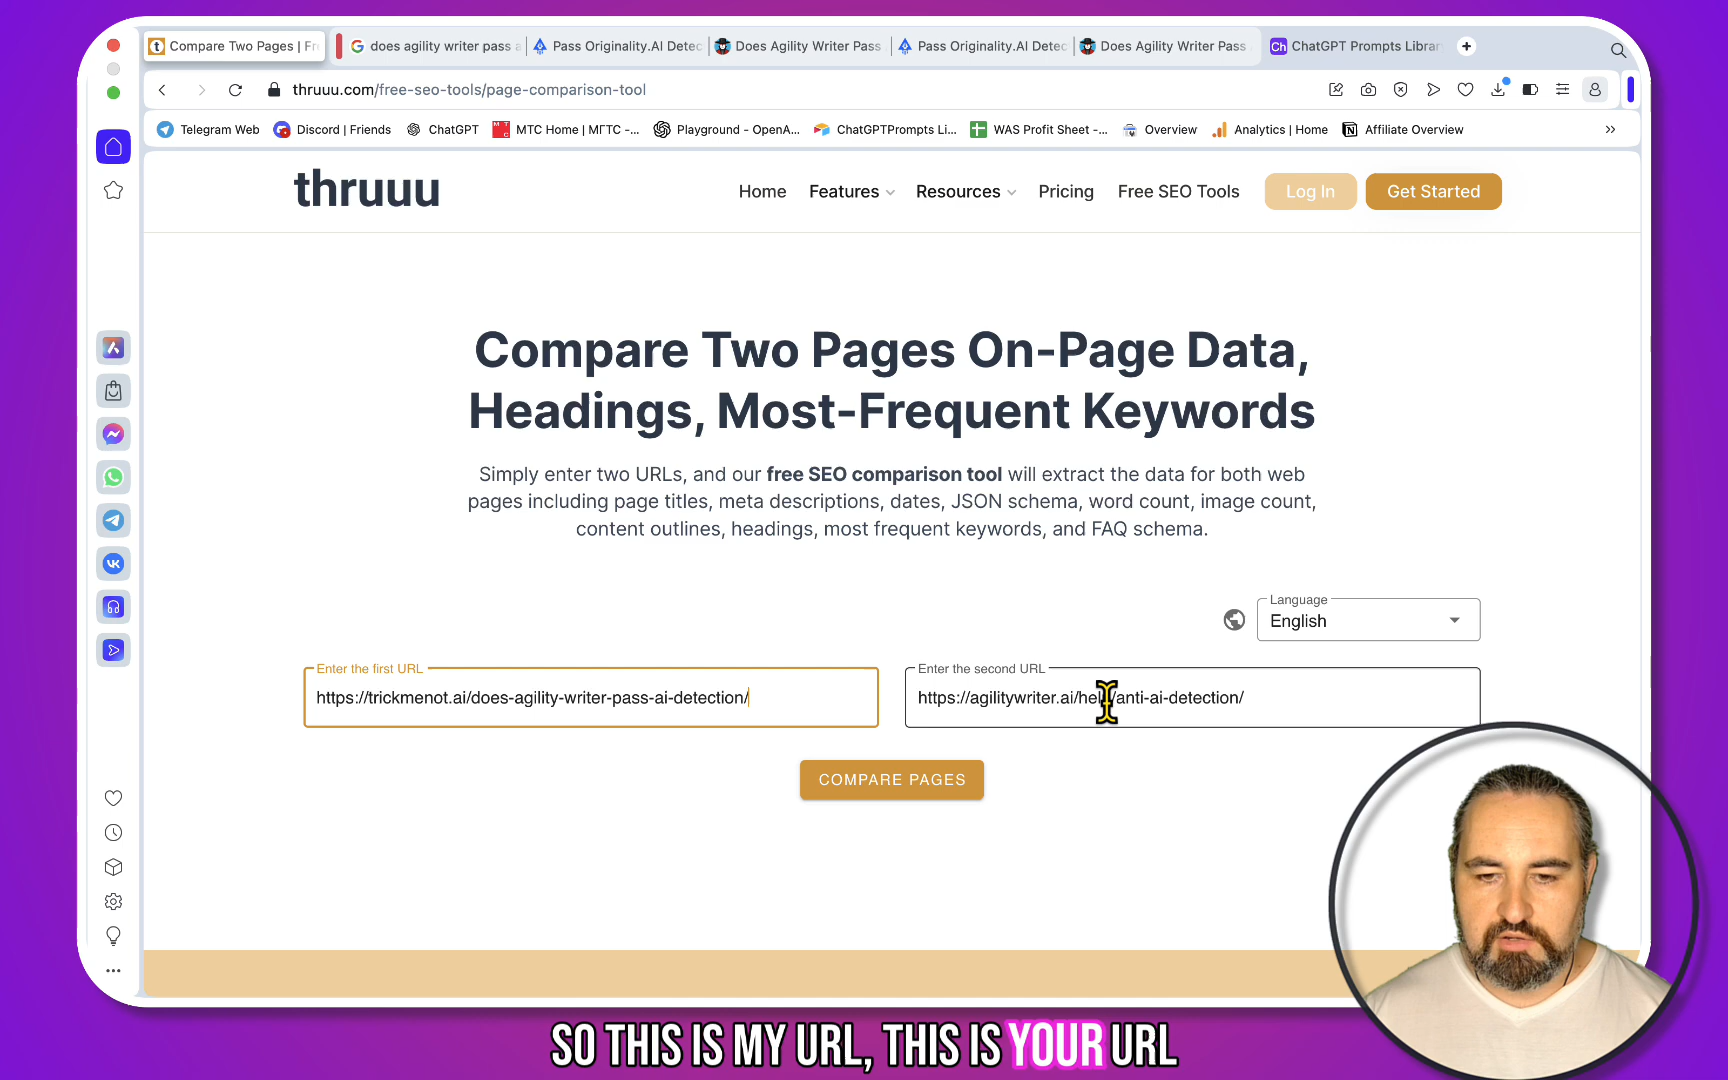 Compare Two Pages | Fr
does agility writer pass a
Pass Originality.AI Detec
Does Agility Writer Pass
Pass Originality.AI Detec
Does Agility Writer Pass
Ch
ChatGPT Prompts Librar
thruuu.com/free-seo-tools/page-comparison-tool
Telegram Web
Discord | Friends
ChatGPT
МТС Home | МГТС -...
Playground - OpenA...
ChatGPTPrompts Li...
WAS Profit Sheet -...
Overview
Analytics | Home
Affiliate Overview
thruuu
Home
Features
Resources
Pricing
Free SEO Tools
Log In
Get Started
Compare Two Pages On-Page Data,
Headings, Most-Frequent Keywords
Simply enter two URLs, and our free SEO comparison tool will extract the data for both web
pages including page titles, meta descriptions, dates, JSON schema, word count, image count,
content outlines, headings, most frequent keywords, and FAQ schema.
Language
English
Enter the first URL
https://trickmenot.ai/does-agility-writer-pass-ai-detection/
Enter the second URL
https://agilitywriter.ai/help/anti-ai-detection/
COMPARE PAGES
SO THIS IS MY URL, THIS IS YOUR URL